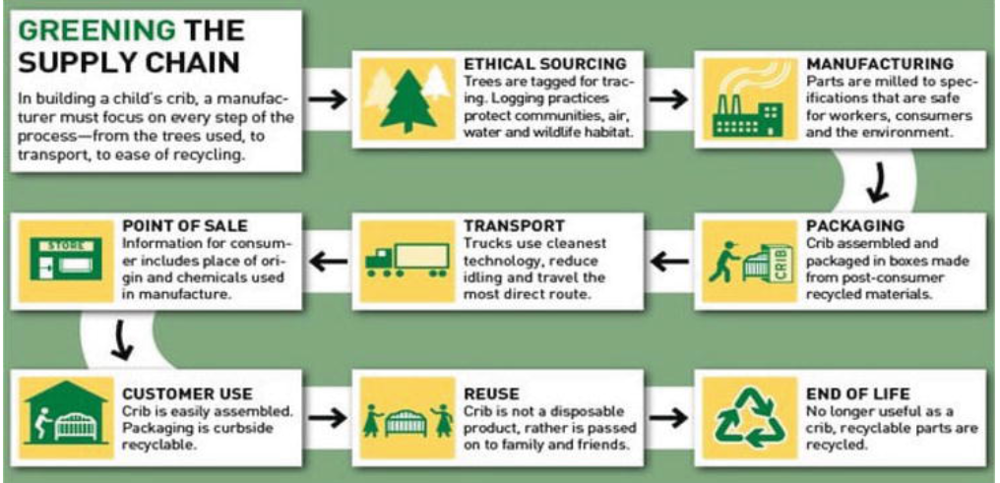 GREENING THE
SUPPLY CHAIN
In building a child's crib, a manufac-
turer must focus on every step of the
process—from the trees used, to
transport, to ease of recycling.
ETHICAL SOURCING
Trees are tagged for trac-
ing. Logging practices
protect communities, air,
water and wildlife habitat.
MANUFACTURING
Parts are milled to spec-
ifications that are safe
for workers, consumers
and the environment.
PACKAGING
Crib assembled and
packaged in boxes made
from post-consumer
recycled materials.
CRIB
TRANSPORT
Trucks use cleanest
technology, reduce
idling and travel the
most direct route.
POINT OF SALE
Information for consum-
er includes place of ori-
gin and chemicals used
in manufacture.
STORE
CUSTOMER USE
Crib is easily assembled.
Packaging is curbside
recyclable.
REUSE
Crib is not a disposable
product, rather is passed
on to family and friends.
END OF LIFE
No longer useful as a
crib, recyclable parts are
recycled.